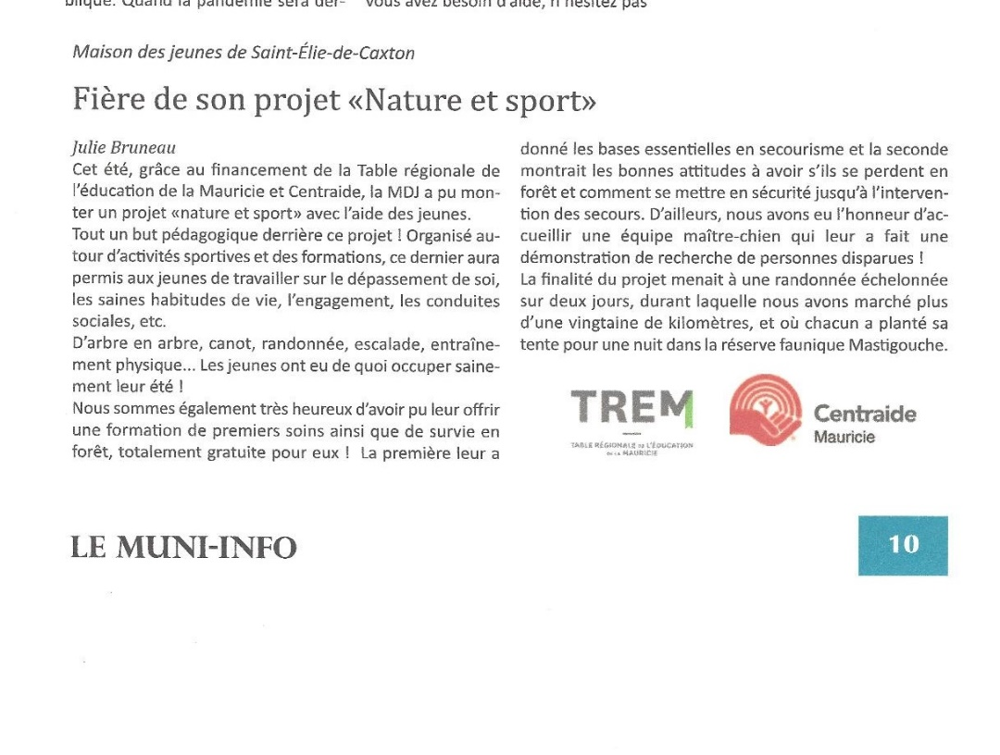 blique. Quand la pandémie sera der-
vous avez besoin d'aide, n'hésitez pas
Maison des jeunes de Saint-Élie-de-Caxton
Fière de son projet «Nature et sport»
Julie Bruneau
Cet été, grâce au financement de la Table régionale de
l'éducation de la Mauricie et Centraide, la MDJ a pu mon-
ter un projet «nature et sport» avec l'aide des jeunes.
Tout un but pédagogique derrière ce projet ! Organisé au-
tour d'activités sportives et des formations, ce dernier aura
permis aux jeunes de travailler sur le dépassement de soi,
les saines habitudes de vie, l'engagement, les conduites
sociales, etc.
D'arbre en arbre, canot, randonnée, escalade, entraîne-
ment physique... Les jeunes ont eu de quoi occuper saine-
ment leur été !
Nous sommes également très heureux d'avoir pu leur offrir
une formation de premiers soins ainsi que de survie en
forêt, totalement gratuite pour eux ! La première leur a
donné les bases essentielles en secourisme et la seconde
montrait les bonnes attitudes à avoir s'ils se perdent en
forêt et comment se mettre en sécurité jusqu'à l'interven-
tion des secours. D'ailleurs, nous avons eu l'honneur d'ac-
cueillir une équipe maître-chien qui leur a fait une
démonstration de recherche de personnes disparues !
La finalité du projet menait à une randonnée échelonnée
sur deux jours, durant laquelle nous avons marché plus
d'une vingtaine de kilomètres, et où chacun a planté sa
tente pour une nuit dans la réserve faunique Mastigouche.
TREM
TABLE RÉGIONALE DE L'ÉDUCATION
DE LA MAURICIE
Centraide
Mauricie
LE MUNI-INFO
10